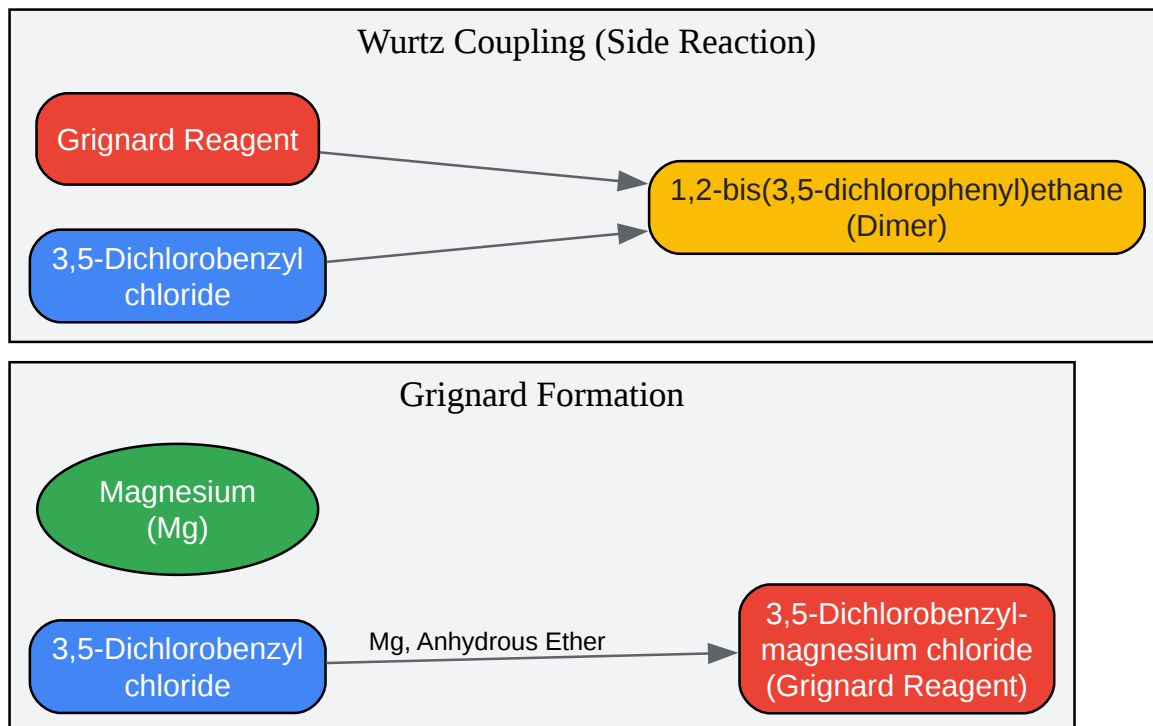 Wurtz Coupling (Side Reaction)
Grignard Reagent
3,5-Dichlorobenzyl
chloride
1,2-bis(3,5-dichlorophenyl)ethane
(Dimer)
Grignard Formation
Magnesium
(Mg)
3,5-Dichlorobenzyl
chloride
Mg, Anhydrous Ether
3,5-Dichlorobenzyl-
magnesium chloride
(Grignard Reagent)